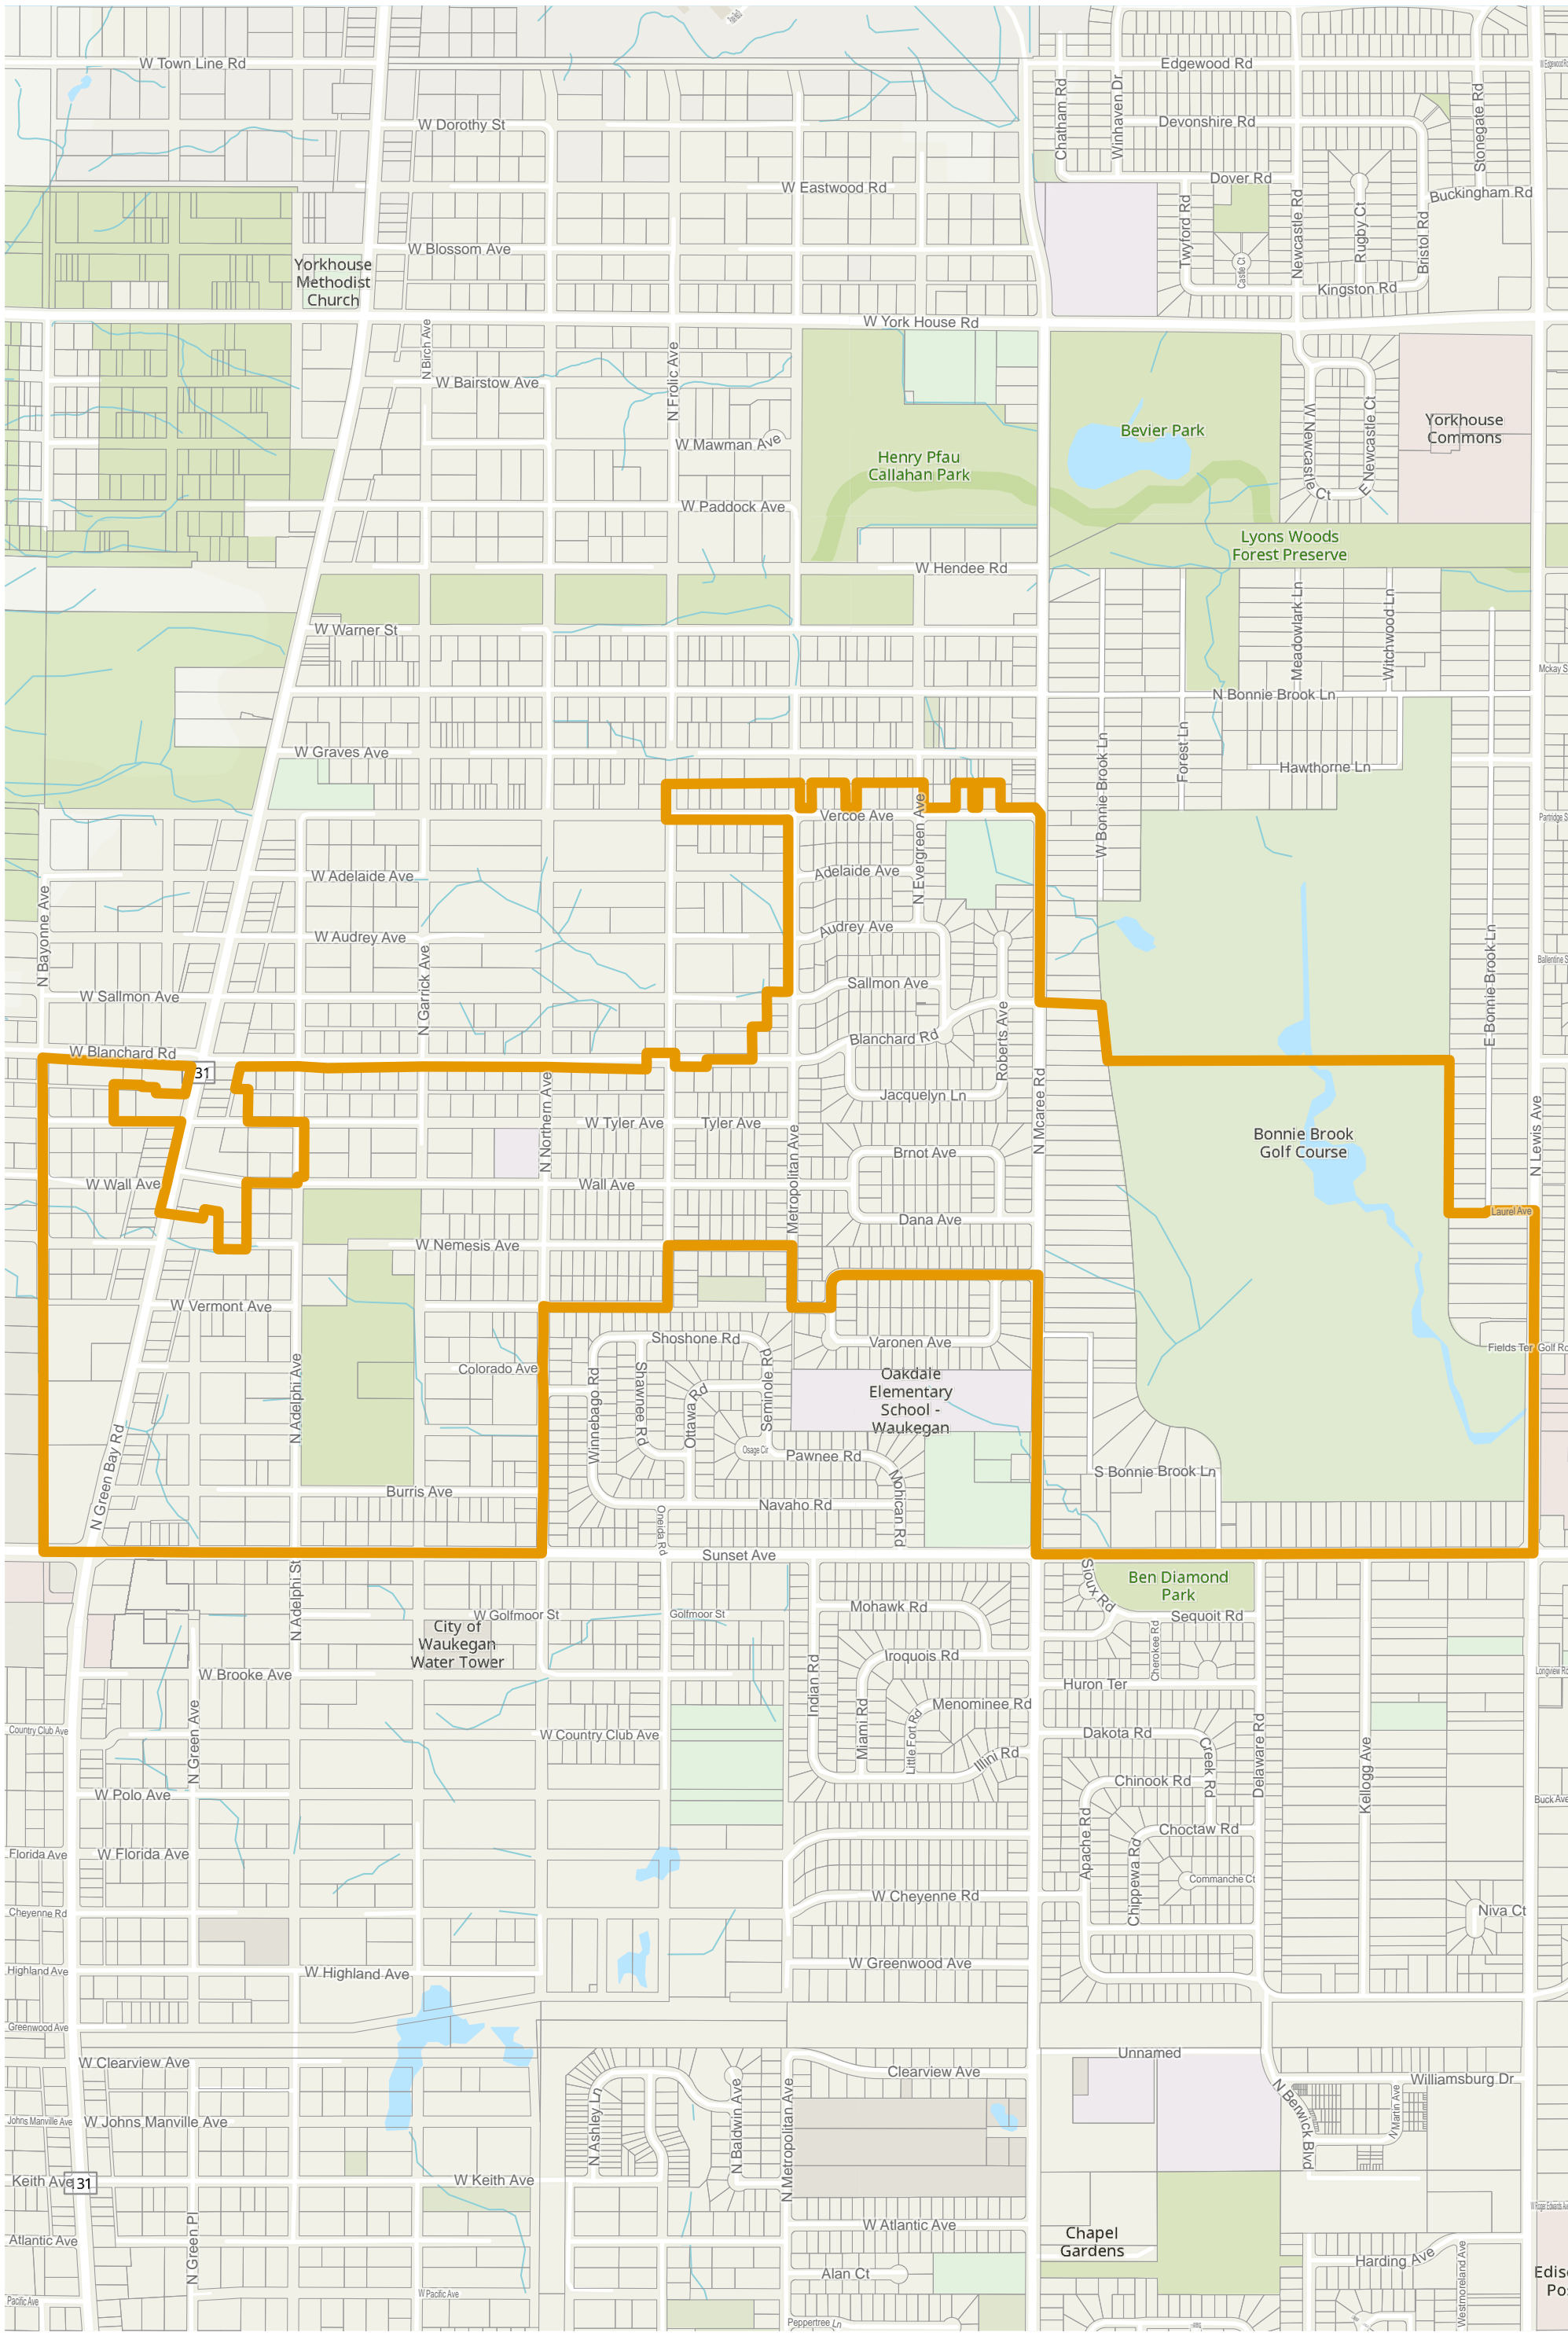 W Town Line Rd
Edgewood Rd
W Edgewood Rd
Chatham Rd
Winhaven Dr
Stonegate Rd
W Dorothy St
Devonshire Rd
W Eastwood Rd
Dover Rd
Buckingham Rd
Twyford Rd
Newcastle Rd
Rugby Ct
Bristol Rd
W Blossom Ave
Castle Ct
Yorkhouse
Methodist
Church
Kingston Rd
W York House Rd
N Birch Ave
N Frolic Ave
W Bairstow Ave
W Newcastle
Ct
E Newcastle Ct
Bevier Park
Yorkhouse
Commons
W Mawman Ave
Henry Pfau
Callahan Park
W Paddock Ave
Lyons Woods
Forest Preserve
W Hendee Rd
W Warner St
Meadowlark Ln
Witchwood Ln
Mckay S
N Bonnie Brook Ln
W Graves Ave
Forest Ln
W Bonnie Brook Ln
Hawthorne Ln
Vercoe Ave
Partridge S
N Evergreen Ave
W Adelaide Ave
Adelaide Ave
N Bayonne Ave
W Audrey Ave
Audrey Ave
N Garrick Ave
E Bonnie Brook Ln
Ballentine S
W Sallmon Ave
Sallmon Ave
W Blanchard Rd
Blanchard Rd
Roberts Ave
131
Jacquelyn Ln
N Northern Ave
W Tyler Ave
Tyler Ave
Metropolitan Ave
N Mcaree Rd
N Lewis Ave
Bonnie Brook
Golf Course
Brnot Ave
W Wall Ave
Wall Ave
Dana Ave
Laurel Ave
W Nemesis Ave
W Vermont Ave
Shoshone Rd
Varonen Ave
Fields Ter
Golf Rd
Colorado Ave
N Adelphi Ave
Winnebago Rd
Shawnee Rd
Ottawa Rd
Seminole Rd
Oakdale
Elementary
School -
Waukegan
Osage Cir
Pawnee Rd
N Green Bay Rd
S Bonnie Brook Ln
Burris Ave
Navaho Rd
Mohican Rd
Oneida Rd
Sunset Ave
Ben Diamond
Park
N Adelphi St
Sioux Rd
W Golfmoor St
Golfmoor St
Mohawk Rd
Sequoit Rd
City of
Waukegan
Water Tower
Cherokee Rd
Iroquois Rd
W Brooke Ave
Longview Rd
Indian Rd
Huron Ter
Menominee Rd
Country Club Ave
N Green Ave
W Country Club Ave
Miami Rd
Little Fort Rd
Dakota Rd
Creek Rd
Delaware Rd
Kellogg Ave
Illini Rd
Chinook Rd
W Polo Ave
Buck Ave
Choctaw Rd
Apache Rd
Florida Ave
W Florida Ave
Chippewa Rd
Commanche Ct
W Cheyenne Rd
Cheyenne Rd
Niva Ct
W Greenwood Ave
Highland Ave
W Highland Ave
Greenwood Ave
Unnamed
W Clearview Ave
Clearview Ave
Williamsburg Dr
N Ashley Ln
N Baldwin Ave
N Metropolitan Ave
N Berwick Blvd
N Martin Ave
Johns Manville Ave
W Johns Manville Ave
Keith Ave
131
W Keith Ave
W Roger Edwards Ave
N Green Pl
Atlantic Ave
W Atlantic Ave
Chapel
Gardens
Harding Ave
Westmoreland Ave
Alan Ct
Pacific Ave
W Pacific Ave
Peppertree Ln
Edis
Po